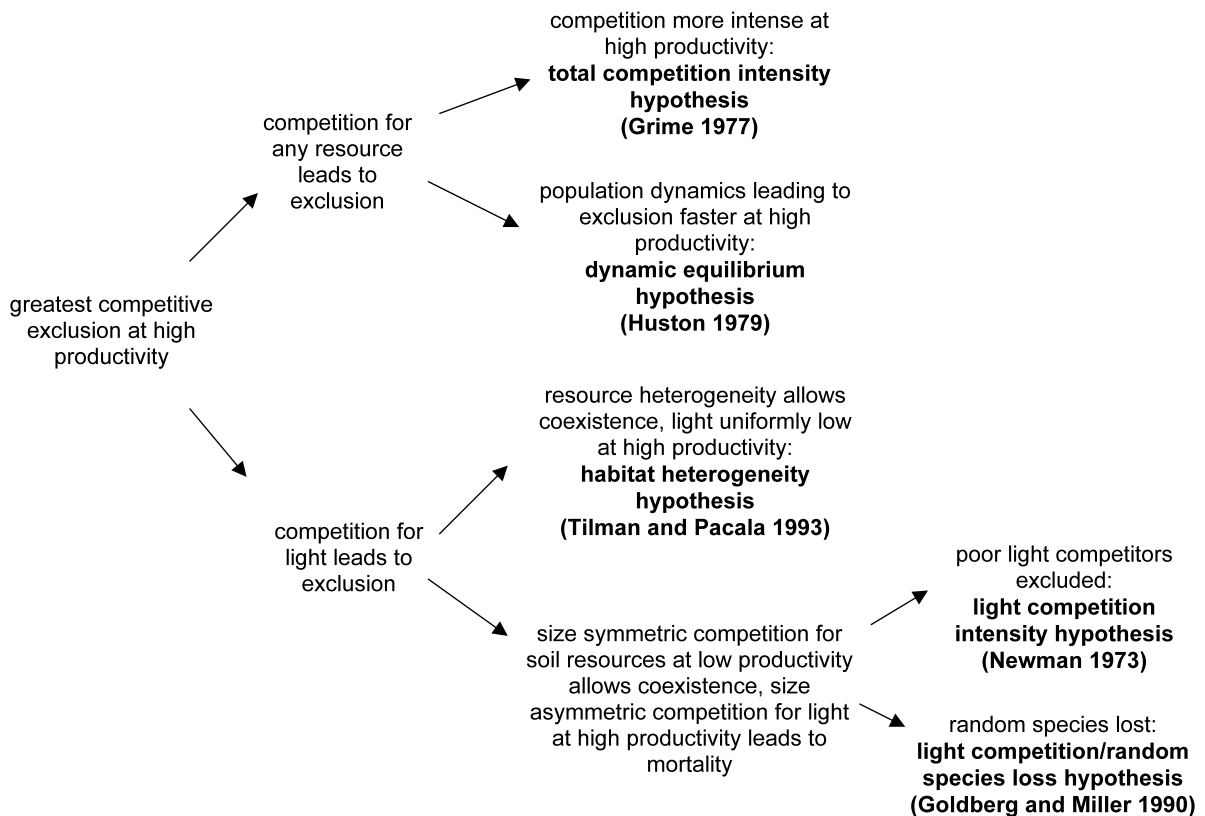 competition more intense at
high productivity:
total competition intensity
hypothesis
(Grime 1977)
competition for
any resource
leads to
exclusion
population dynamics leading to
exclusion faster at high
productivity:
dynamic equilibrium
hypothesis
(Huston 1979)
greatest competitive
exclusion at high
productivity
resource heterogeneity allows
coexistence, light uniformly low
at high productivity:
habitat heterogeneity
hypothesis
(Tilman and Pacala 1993)
competition for
light leads to
exclusion
size symmetric competition for
soil resources at low productivity
allows coexistence, size
asymmetric competition for light
at high productivity leads to
mortality
poor light competitors
excluded:
light competition
intensity hypothesis
(Newman 1973)
random species lost:
light competition/random
species loss hypothesis
(Goldberg and Miller 1990)